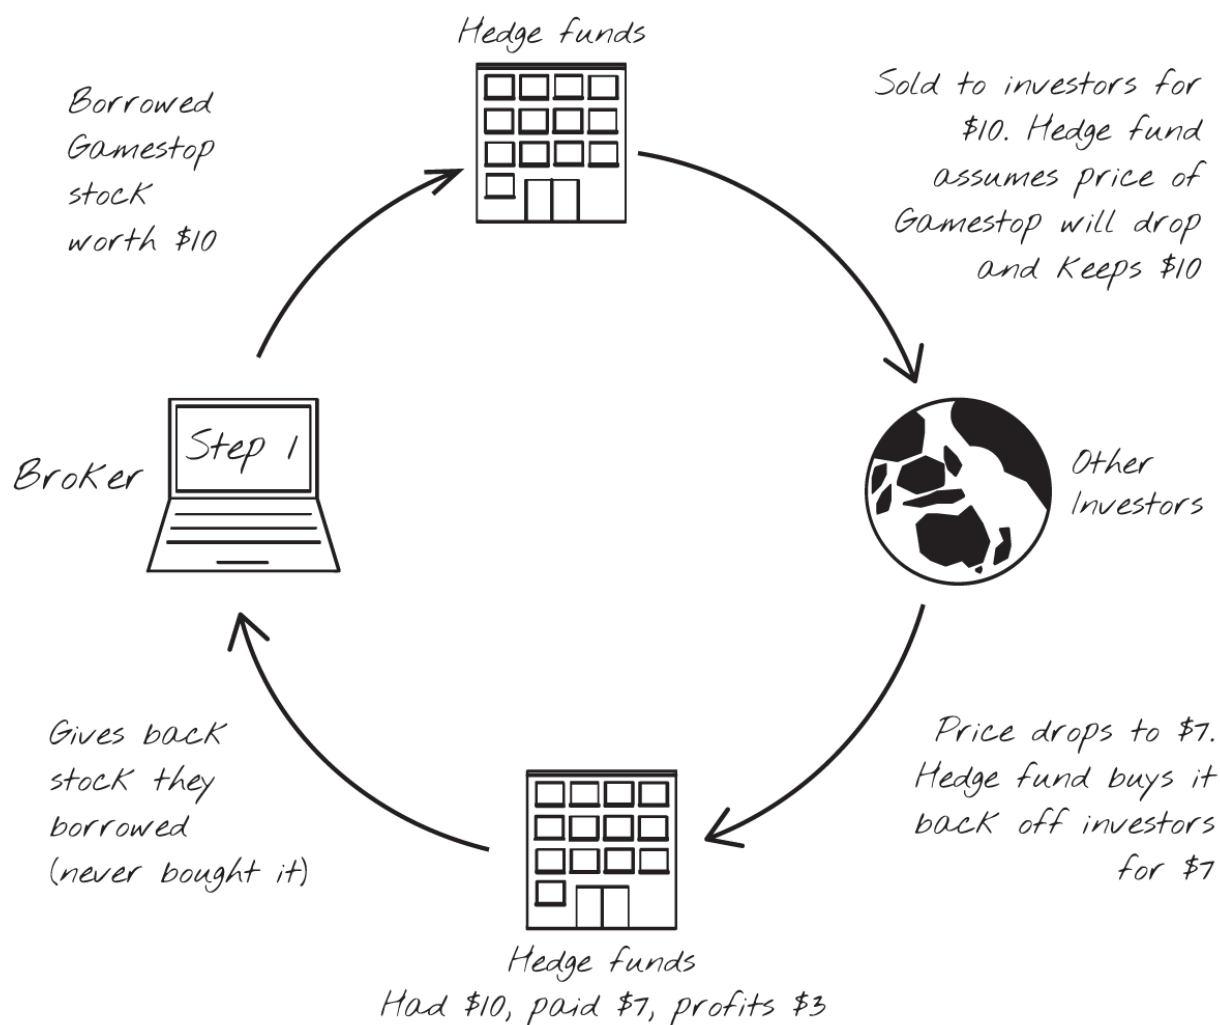 Hedge funds
Borrowed
Gamestop
stock
worth $10
Sold to investors for
$10. Hedge fund
assumes price of
Gamestop will drop
and keeps $10
Broker
Step 1
Other
Investors
Gives back
stock they
borrowed
(never bought it)
Price drops to $7.
Hedge fund buys it
back off investors
for $7
Hedge funds
Had $10, paid $7, profits $3